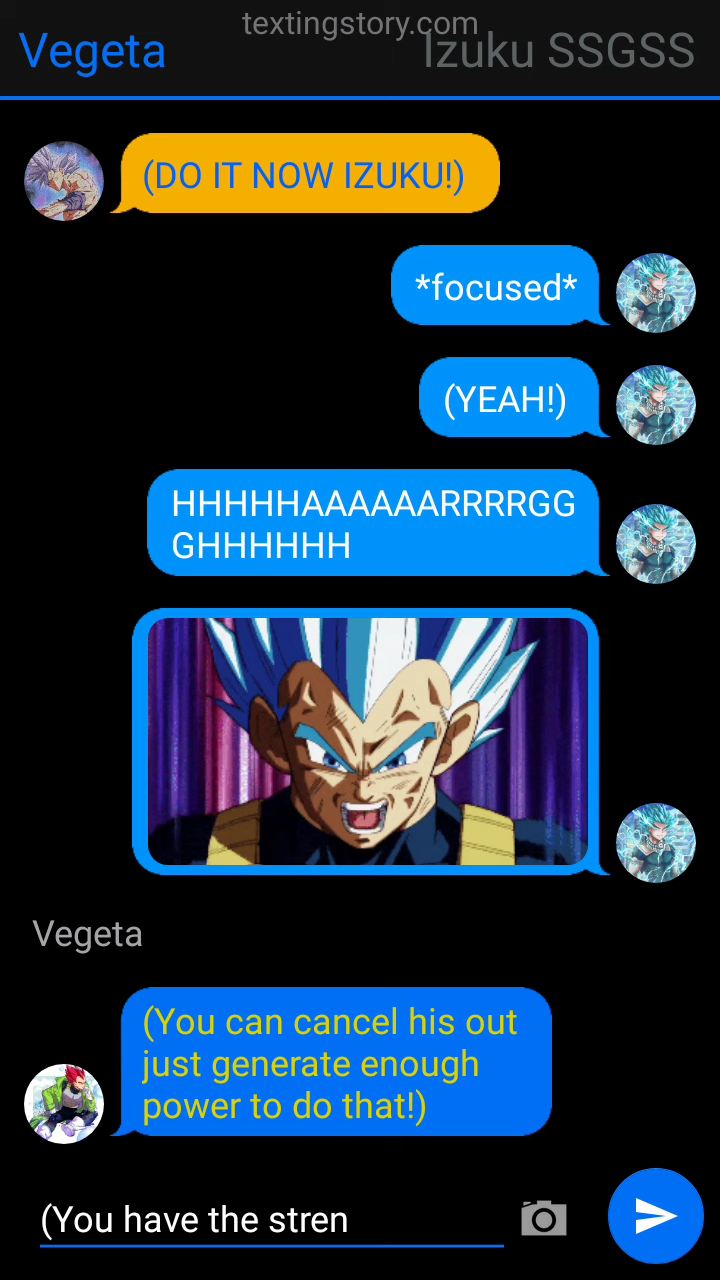 textingstory.com
Vegeta
Izuku SSGSS
(DO IT NOW IZUKU!)
*focused*
(YEAH!)
HHHHHAAAAAARRRRGG
GHHHHHH
Vegeta
(You can cancel his out
just generate enough
power to do that!)
(You have the stren